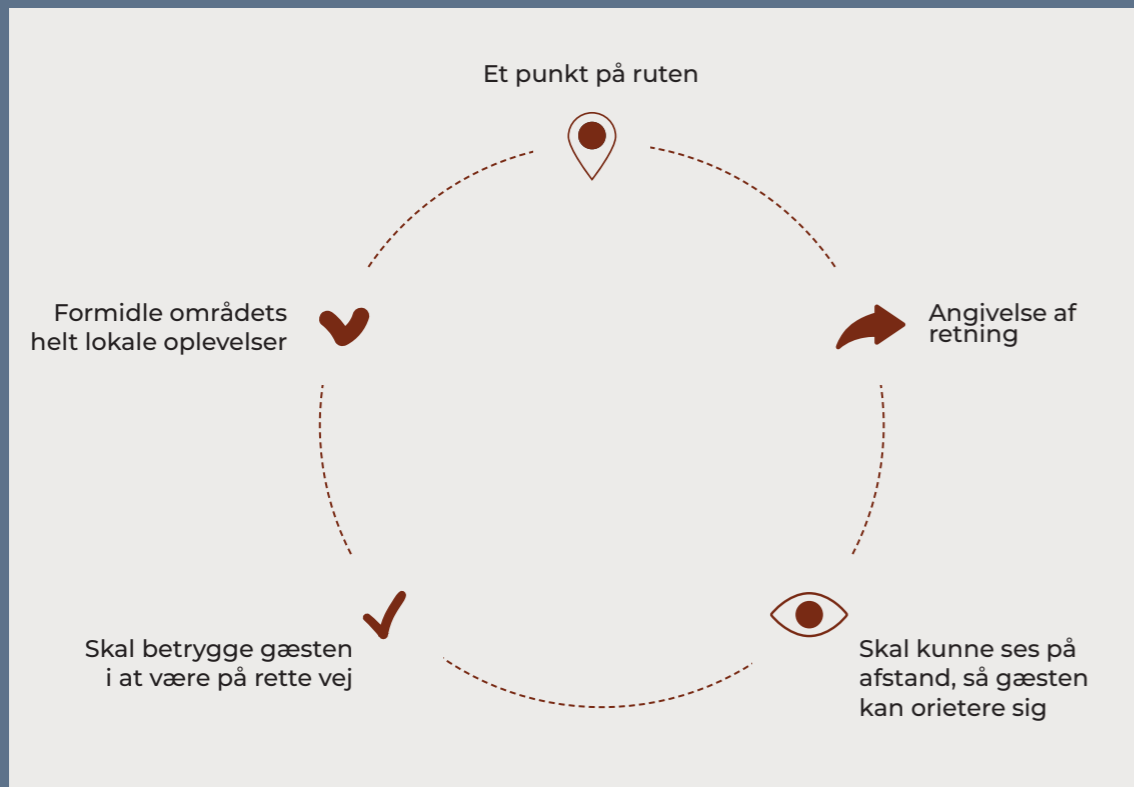 Et punkt på ruten
Angivelse af
retning
Skal kunne ses på
afstand, så gæsten
kan orietere sig
Skal betrygge gæsten
i at være på rette vej
Formidle områdets
helt lokale oplevelser